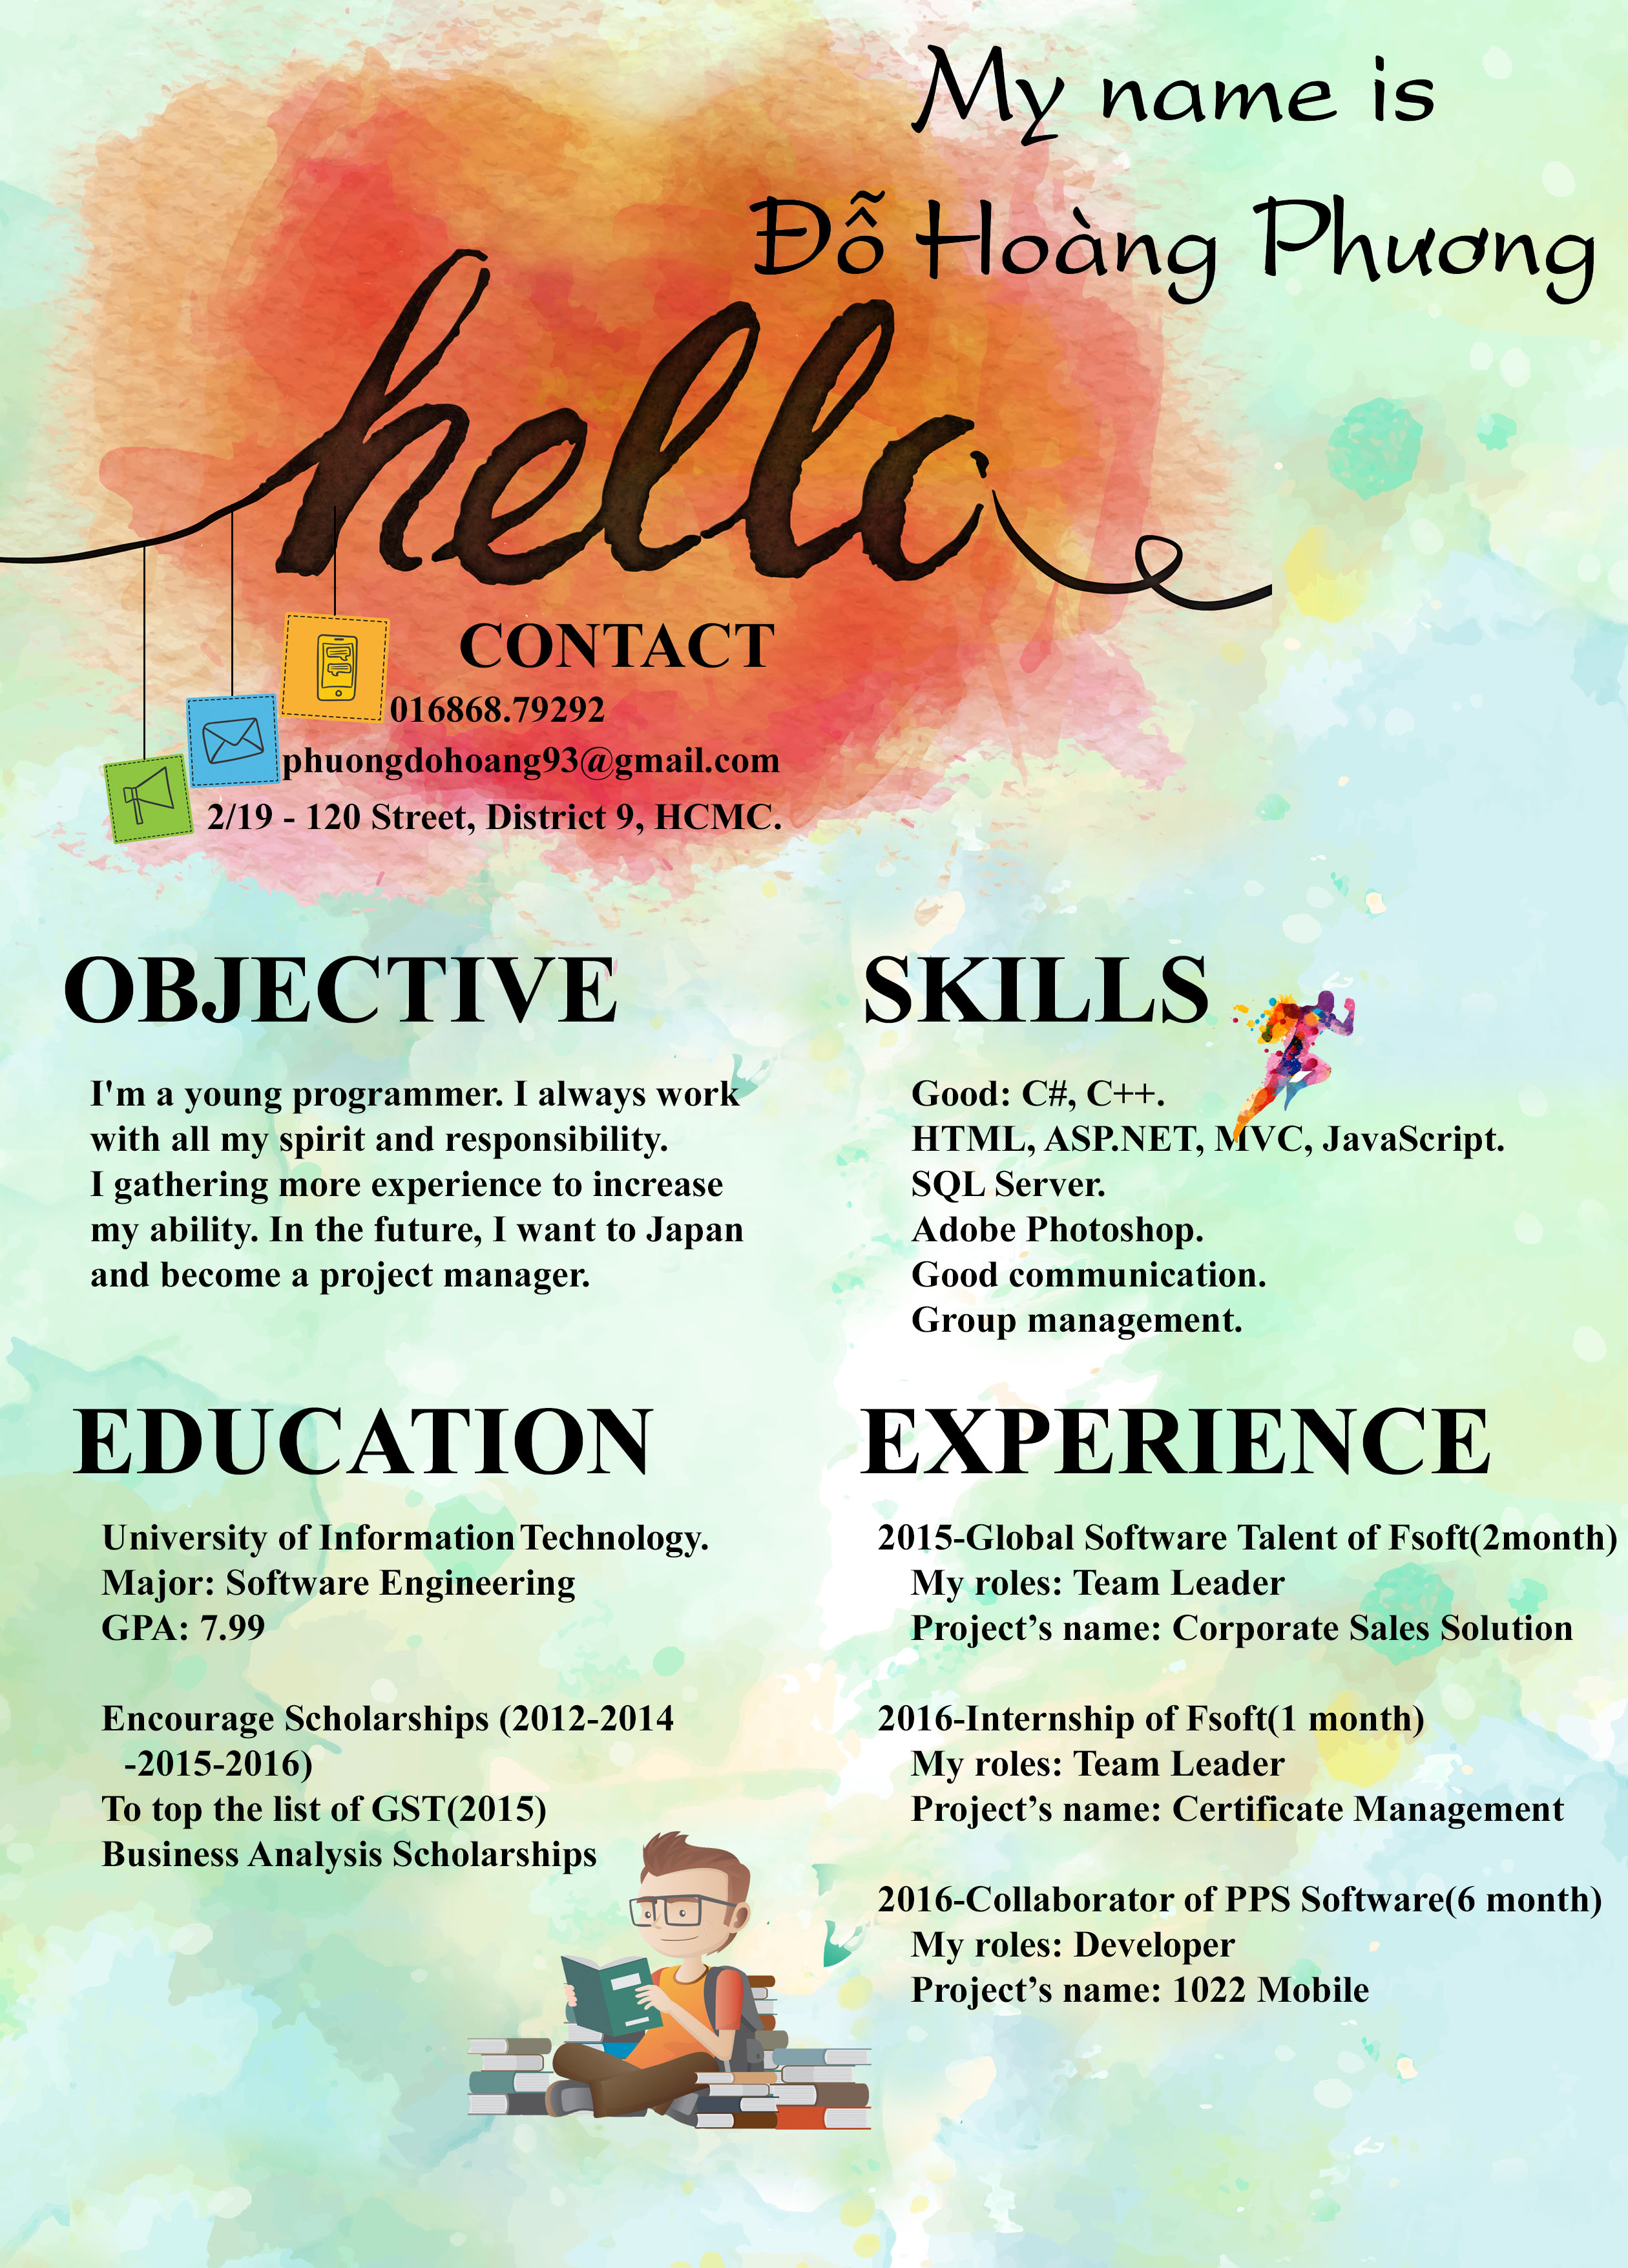 My name is
Đỗ Hoàng Phương
hello
CONTACT
016868.79292
phuongdohoang93@gmail.com
2/19 - 120 Street, District 9, HCMC.
OBJECTIVE
I'm a young programmer. I always work
with all my spirit and responsibility.
I gathering more experience to increase
my ability. In the future, I want to Japan
and become a project manager.
SKILLS
Good: C#, C++.
HTML, ASP.NET, MVC, JavaScript.
SQL Server.
Adobe Photoshop.
Good communication.
Group management.
EDUCATION
University of Information Technology.
Major: Software Engineering
GPA: 7.99
Encourage Scholarships (2012-2014
-2015-2016)
To top the list of GST(2015)
Business Analysis Scholarships
EXPERIENCE
2015-Global Software Talent of Fsoft(2month)
My roles: Team Leader
Project’s name: Corporate Sales Solution
2016-Internship of Fsoft(1 month)
My roles: Team Leader
Project’s name: Certificate Management
2016-Collaborator of PPS Software(6 month)
My roles: Developer
Project’s name: 1022 Mobile